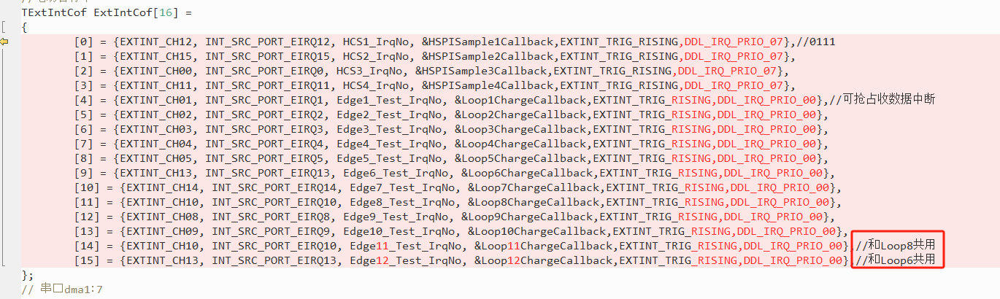 TExtIntCof ExtIntCof[16] =
{
[0] = {EXTINT_CH12, INT_SRC_PORT_EIRQ12, HCS1_IrqNo, &HSPISample1Callback,EXTINT_TRIG_RISING,DDL_IRQ_PRIO_07},//0111
[1] = {EXTINT_CH15, INT_SRC_PORT_EIRQ15, HCS2_IrqNo, &HSPISample2Callback,EXTINT_TRIG_RISING,DDL_IRQ_PRIO_07},
[2] = {EXTINT_CH00, INT_SRC_PORT_EIRQ0, HCS3_IrqNo, &HSPISample3Callback,EXTINT_TRIG_RISING,DDL_IRQ_PRIO_07},
[3] = {EXTINT_CH11, INT_SRC_PORT_EIRQ11, HCS4_IrqNo, &HSPISample4Callback,EXTINT_TRIG_RISING,DDL_IRQ_PRIO_07},
[4] = {EXTINT_CH01, INT_SRC_PORT_EIRQ1, Edge1_Test_IrqNo, &Loop1ChargeCallback,EXTINT_TRIG_RISING,DDL_IRQ_PRIO_00},//可抢占收数据中断
[5] = {EXTINT_CH02, INT_SRC_PORT_EIRQ2, Edge2_Test_IrqNo, &Loop2ChargeCallback,EXTINT_TRIG_RISING,DDL_IRQ_PRIO_00},
[6] = {EXTINT_CH03, INT_SRC_PORT_EIRQ3, Edge3_Test_IrqNo, &Loop3ChargeCallback,EXTINT_TRIG_RISING,DDL_IRQ_PRIO_00},
[7] = {EXTINT_CH04, INT_SRC_PORT_EIRQ4, Edge4_Test_IrqNo, &Loop4ChargeCallback,EXTINT_TRIG_RISING,DDL_IRQ_PRIO_00},
[8] = {EXTINT_CH05, INT_SRC_PORT_EIRQ5, Edge5_Test_IrqNo, &Loop5ChargeCallback,EXTINT_TRIG_RISING,DDL_IRQ_PRIO_00},
[9] = {EXTINT_CH13, INT_SRC_PORT_EIRQ13, Edge6_Test_IrqNo, &Loop6ChargeCallback,EXTINT_TRIG_RISING,DDL_IRQ_PRIO_00},
[10] = {EXTINT_CH14, INT_SRC_PORT_EIRQ14, Edge7_Test_IrqNo, &Loop7ChargeCallback,EXTINT_TRIG_RISING,DDL_IRQ_PRIO_00},
[11] = {EXTINT_CH10, INT_SRC_PORT_EIRQ10, Edge8_Test_IrqNo, &Loop8ChargeCallback,EXTINT_TRIG_RISING,DDL_IRQ_PRIO_00},
[12] = {EXTINT_CH08, INT_SRC_PORT_EIRQ8, Edge9_Test_IrqNo, &Loop9ChargeCallback,EXTINT_TRIG_RISING,DDL_IRQ_PRIO_00},
[13] = {EXTINT_CH09, INT_SRC_PORT_EIRQ9, Edge10_Test_IrqNo, &Loop10ChargeCallback,EXTINT_TRIG_RISING,DDL_IRQ_PRIO_00},
[14] = {EXTINT_CH10, INT_SRC_PORT_EIRQ10, Edge11_Test_IrqNo, &Loop11ChargeCallback,EXTINT_TRIG_RISING,DDL_IRQ_PRIO_00},//和Loop8共用
[15] = {EXTINT_CH13, INT_SRC_PORT_EIRQ13, Edge12_Test_IrqNo, &Loop12ChargeCallback,EXTINT_TRIG_RISING,DDL_IRQ_PRIO_00},//和Loop6共用
};
// 串口dma1:7